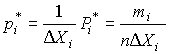 p_i^* = \frac{1}{\Delta X_i} P_i^* = \frac{m_i}{n \Delta X_i}